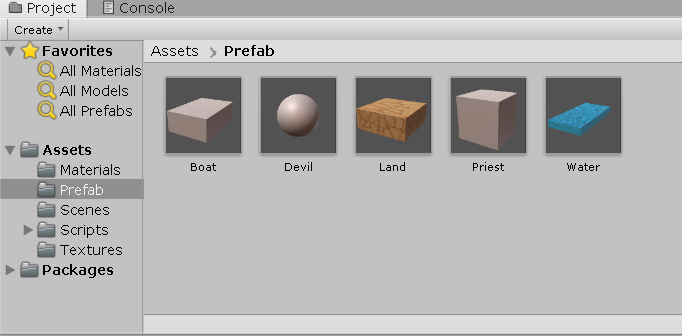 Project
Console
Create
Favorites
All Materials
All Models
All Prefabs
Assets
Materials
Prefab
Scenes
Scripts
Textures
Packages
Assets > Prefab
Boat
Devil
Land
Priest
Water